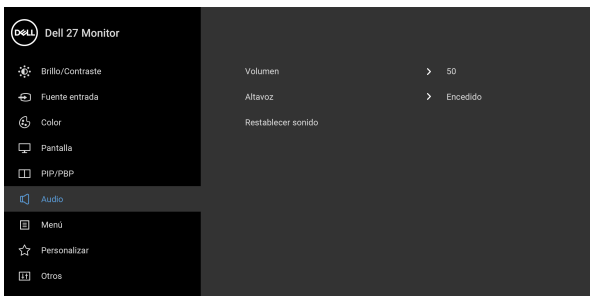 DELL Dell 27 Monitor
Brillo/Contraste Volumen 50
Fuente entrada Altavoz Encedido
Color Restablecer sonido
Pantalla
PIP/PBP
Audio
Menú
Personalizar
Otros